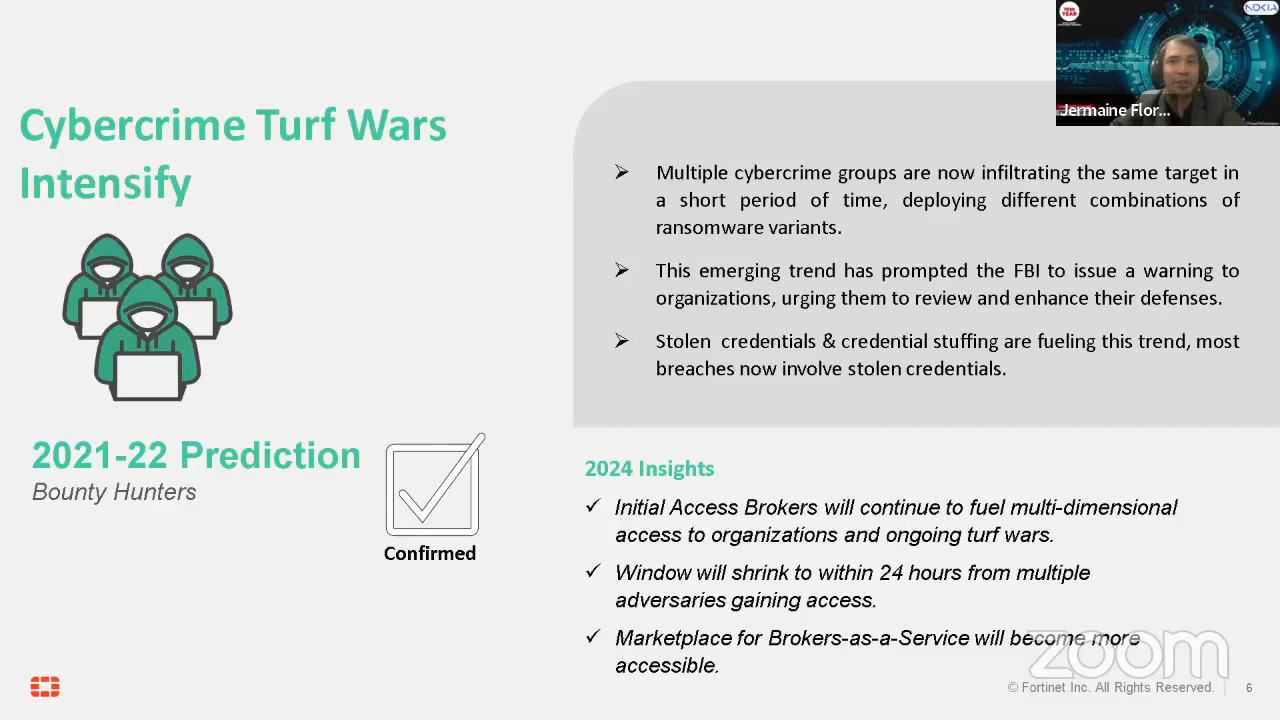 NOKIA
Jermaine Flor...
Cybercrime Turf Wars
Intensify
Multiple cybercrime groups are now infiltrating the same target in
a short period of time, deploying different combinations of
ransomware variants.
This emerging trend has prompted the FBI to issue a warning to
organizations, urging them to review and enhance their defenses.
Stolen credentials & credential stuffing are fueling this trend, most
breaches now involve stolen credentials.
2021-22 Prediction
Bounty Hunters
Confirmed
2024 Insights
Initial Access Brokers will continue to fuel multi-dimensional
access to organizations and ongoing turf wars.
Window will shrink to within 24 hours from multiple
adversaries gaining access.
Marketplace for Brokers-as-a-Service will become more
accessible.
zoom
© Fortinet Inc. All Rights Reserved.
6